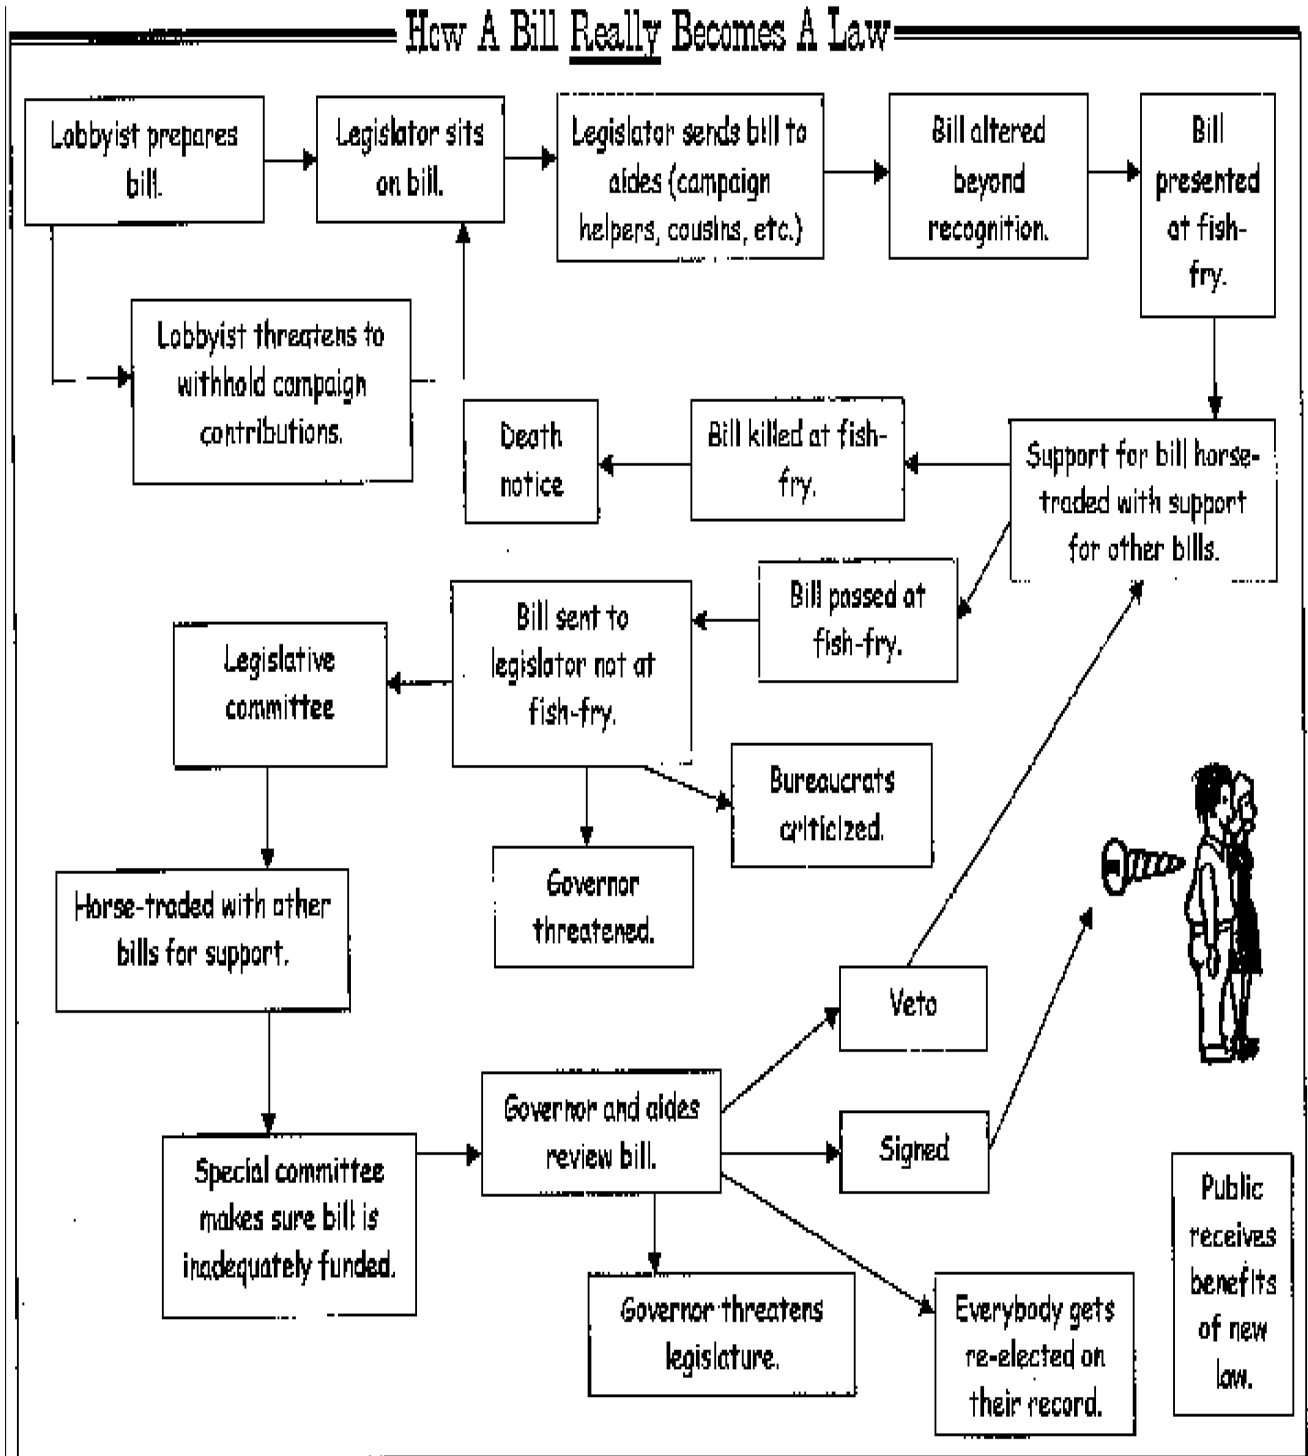 How A Bill Really Becomes A Law
Lobbyist prepares
bill.
Legislator sits
on bill.
Legislator sends bill to
aides (campaign
helpers, cousins, etc.)
Bill altered
beyond
recognition.
Bill
presented
at fish-
fry.
Lobbyist threatens to
withhold campaign
contributions.
Death
notice
Bill killed at fish-
fry.
Support for bill horse-
traded with support
for other bills.
Bill passed at
fish-fry.
Bill sent to
legislator not at
fish-fry.
Legislative
committee
Bureaucrats
criticized.
Governor
threatened.
Horse-traded with other
bills for support.
Veto
Governor and aides
review bill.
Signed
Special committee
makes sure bill is
inadequately funded.
Public
receives
benefits
of new
law.
Governor threatens
legislature.
Everybody gets
re-elected on
their record.